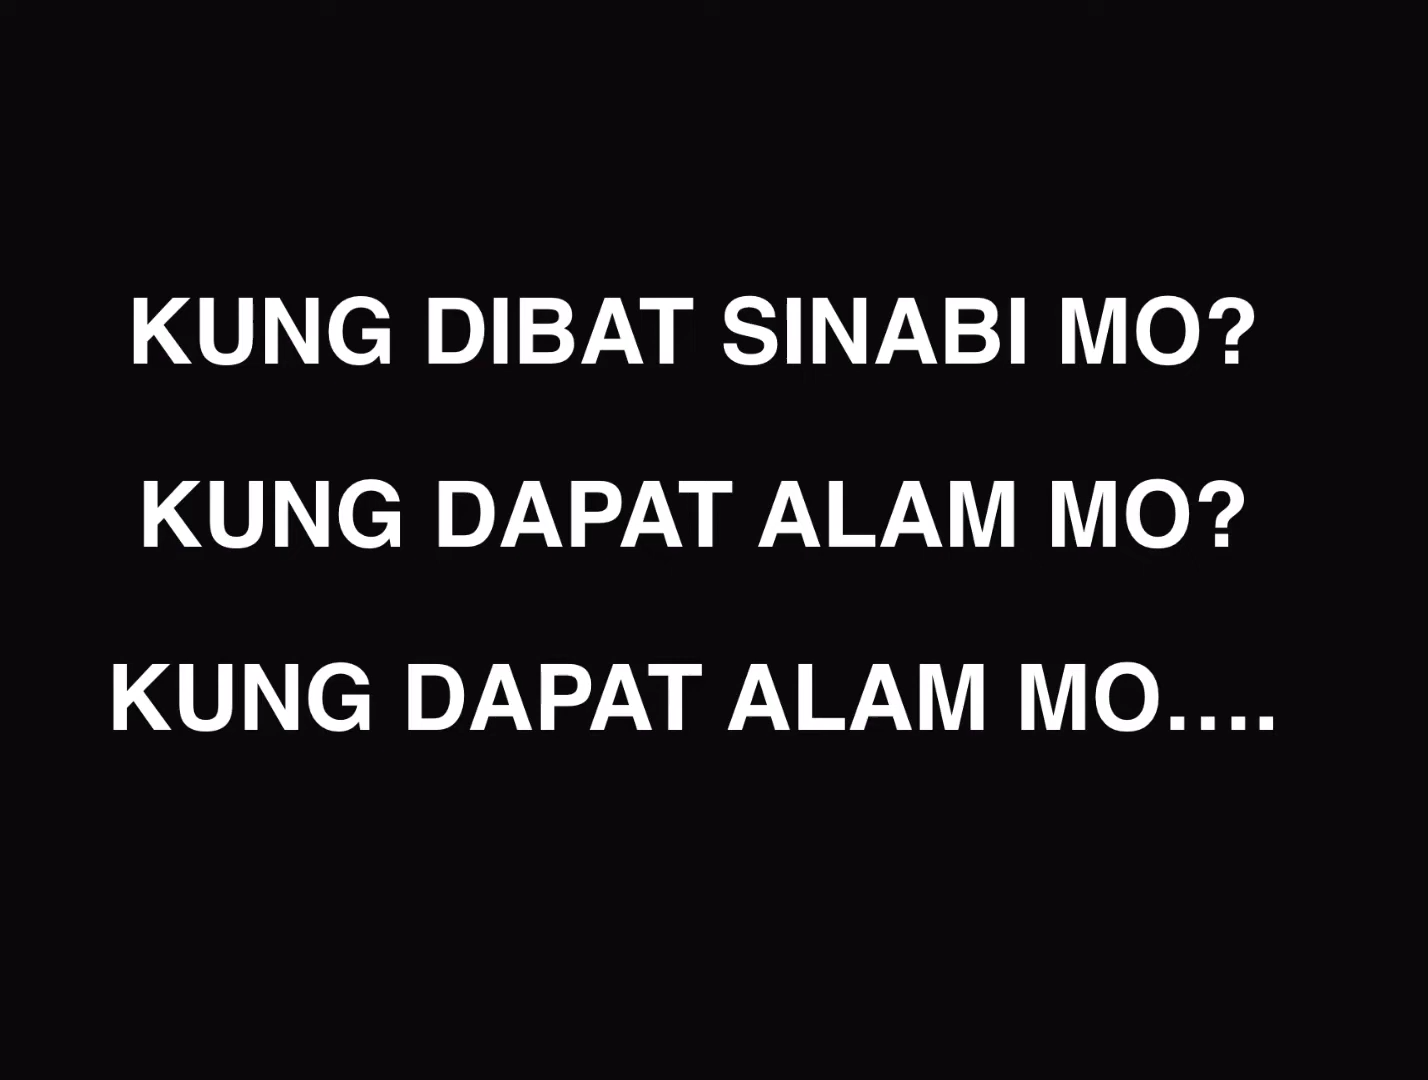 KUNG DIBAT SINABI MO?
KUNG DAPAT ALAM MO?
KUNG DAPAT ALAM MO....